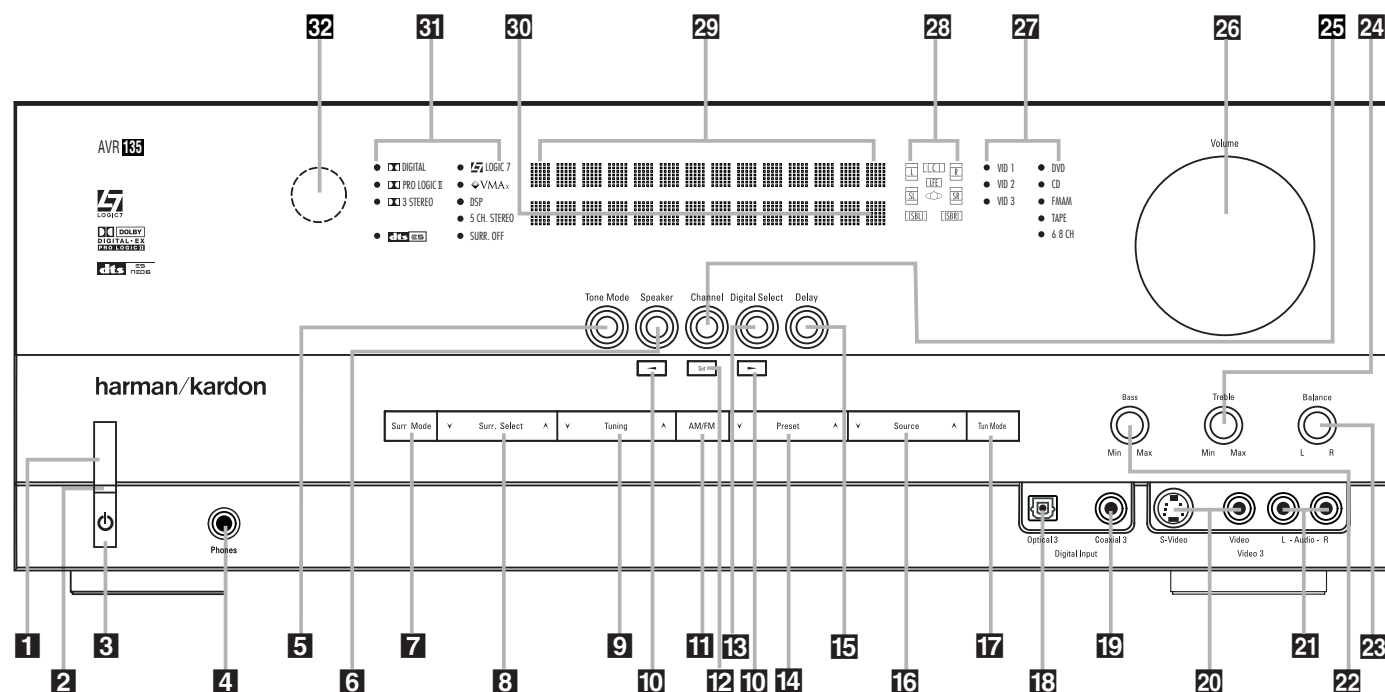 32 31 30 29 28 27 26 25 24
AVR 135
DIGITAL
PRO LOGIC II
3 STEREO
dts ES
LOGIC 7
VMAx
DSP
5 CH. STEREO
SURR. OFF
L C R
LFE
SL SR
SBL SBR
VID 1
VID 2
VID 3
DVD
CD
FMAM
TAPE
6 8 CH
Volume
LOGIC7
DOLBY
DIGITAL·EX
PRO LOGIC II
dts ES
NEO:6
Tone Mode Speaker Channel Digital Select Delay
Set
harman/kardon
Surr Mode Surr. Select Tuning AM/FM Preset Source Tun Mode
Bass Treble Balance
Min Max Min Max L R
Phones
Optical 3 Coaxial 3
Digital Input
S-Video Video L - Audio - R
Video 3
1 3 5 7 9 11 13 15 17 19 21 23
2 4 6 8 10 12 10 14 16 18 20 22